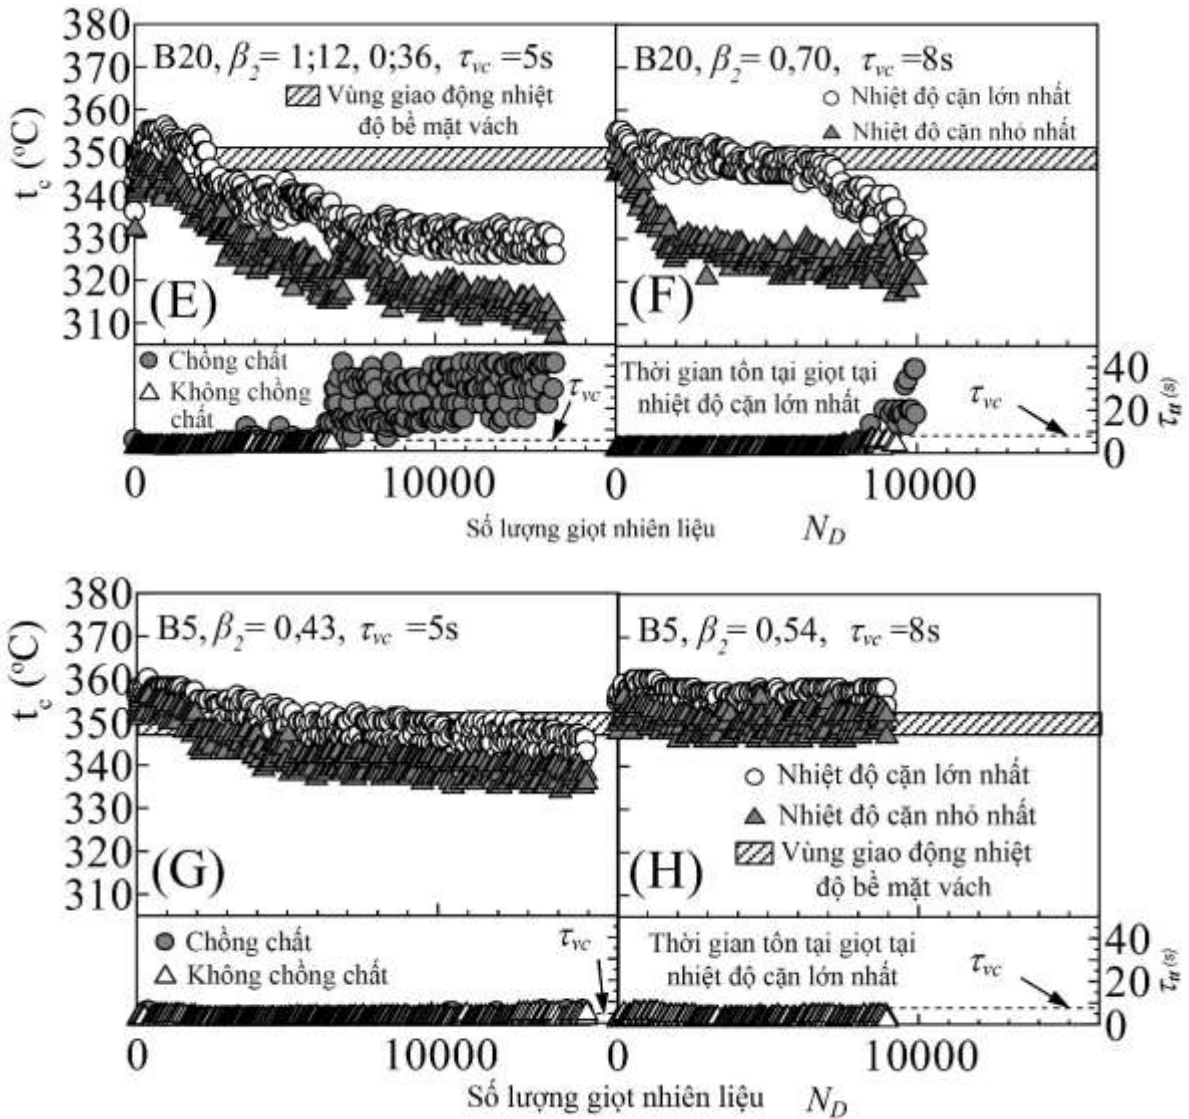 380
370
360
350
340
330
320
310
t_c (°C)
B20, β₂= 1;12, 0;36, τ_vc =5s
Vùng giao động nhiệt
độ bề mặt vách
(E)
Chồng chất
Không chồng
chất
τ_vc
B20, β₂= 0,70, τ_vc =8s
Nhiệt độ cặn lớn nhất
Nhiệt độ cặn nhỏ nhất
(F)
Thời gian tồn tại giọt tại
nhiệt độ cặn lớn nhất
τ_vc
40
20
0
τ_tt (s)
0 10000 0 10000
Số lượng giọt nhiên liệu N_D
380
370
360
350
340
330
320
310
t_c (°C)
B5, β₂= 0,43, τ_vc =5s
(G)
Chồng chất
Không chồng chất
τ_vc
B5, β₂= 0,54, τ_vc =8s
Nhiệt độ cặn lớn nhất
Nhiệt độ cặn nhỏ nhất
Vùng giao động nhiệt
độ bề mặt vách
(H)
Thời gian tồn tại giọt tại
nhiệt độ cặn lớn nhất
τ_vc
40
20
0
τ_tt (s)
0 10000 0 10000
Số lượng giọt nhiên liệu N_D